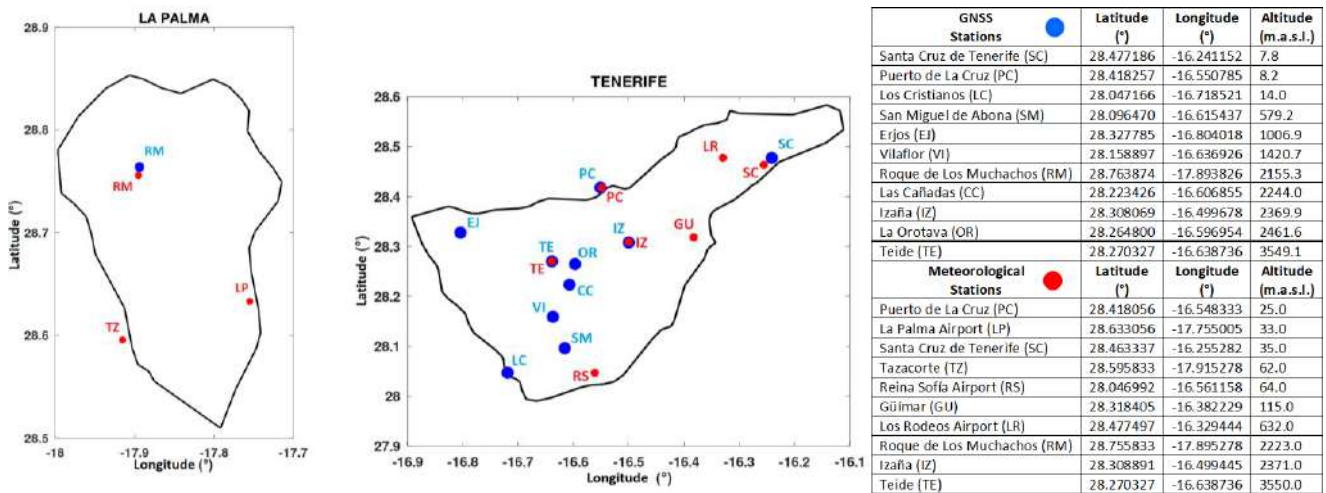 LA PALMA
28.9
28.8
28.7
28.6
28.5
-18
-17.9
-17.8
-17.7
Latitude (°)
Longitude (°)
RM
RM
LP
TZ
TENERIFE
28.6
28.5
28.4
28.3
28.2
28.1
28
27.9
-16.9
-16.8
-16.7
-16.6
-16.5
-16.4
-16.3
-16.2
-16.1
Latitude (°)
Longitude (°)
LR
SC
SC
PC
PC
EJ
IZ
IZ
GU
TE
TE
OR
CC
VI
SM
LC
RS
GNSS Stations Latitude (°) Longitude (°) Altitude (m.a.s.l.)
Santa Cruz de Tenerife (SC) 28.477186 -16.241152 7.8
Puerto de La Cruz (PC) 28.418257 -16.550785 8.2
Los Cristianos (LC) 28.047166 -16.718521 14.0
San Miguel de Abona (SM) 28.096470 -16.615437 579.2
Erjos (EJ) 28.327785 -16.804018 1006.9
Vilaflor (VI) 28.158897 -16.636926 1420.7
Roque de Los Muchachos (RM) 28.763874 -17.893826 2155.3
Las Cañadas (CC) 28.223426 -16.606855 2244.0
Izaña (IZ) 28.308069 -16.499678 2369.9
La Orotava (OR) 28.264800 -16.596954 2461.6
Teide (TE) 28.270327 -16.638736 3549.1
Meteorological Stations Latitude (°) Longitude (°) Altitude (m.a.s.l.)
Puerto de La Cruz (PC) 28.418056 -16.548333 25.0
La Palma Airport (LP) 28.633056 -17.755005 33.0
Santa Cruz de Tenerife (SC) 28.463337 -16.255282 35.0
Tazacorte (TZ) 28.595833 -17.915278 62.0
Reina Sofía Airport (RS) 28.046992 -16.561158 64.0
Güímar (GU) 28.318405 -16.382229 115.0
Los Rodeos Airport (LR) 28.477497 -16.329444 632.0
Roque de Los Muchachos (RM) 28.755833 -17.895278 2223.0
Izaña (IZ) 28.308891 -16.499445 2371.0
Teide (TE) 28.270327 -16.638736 3550.0